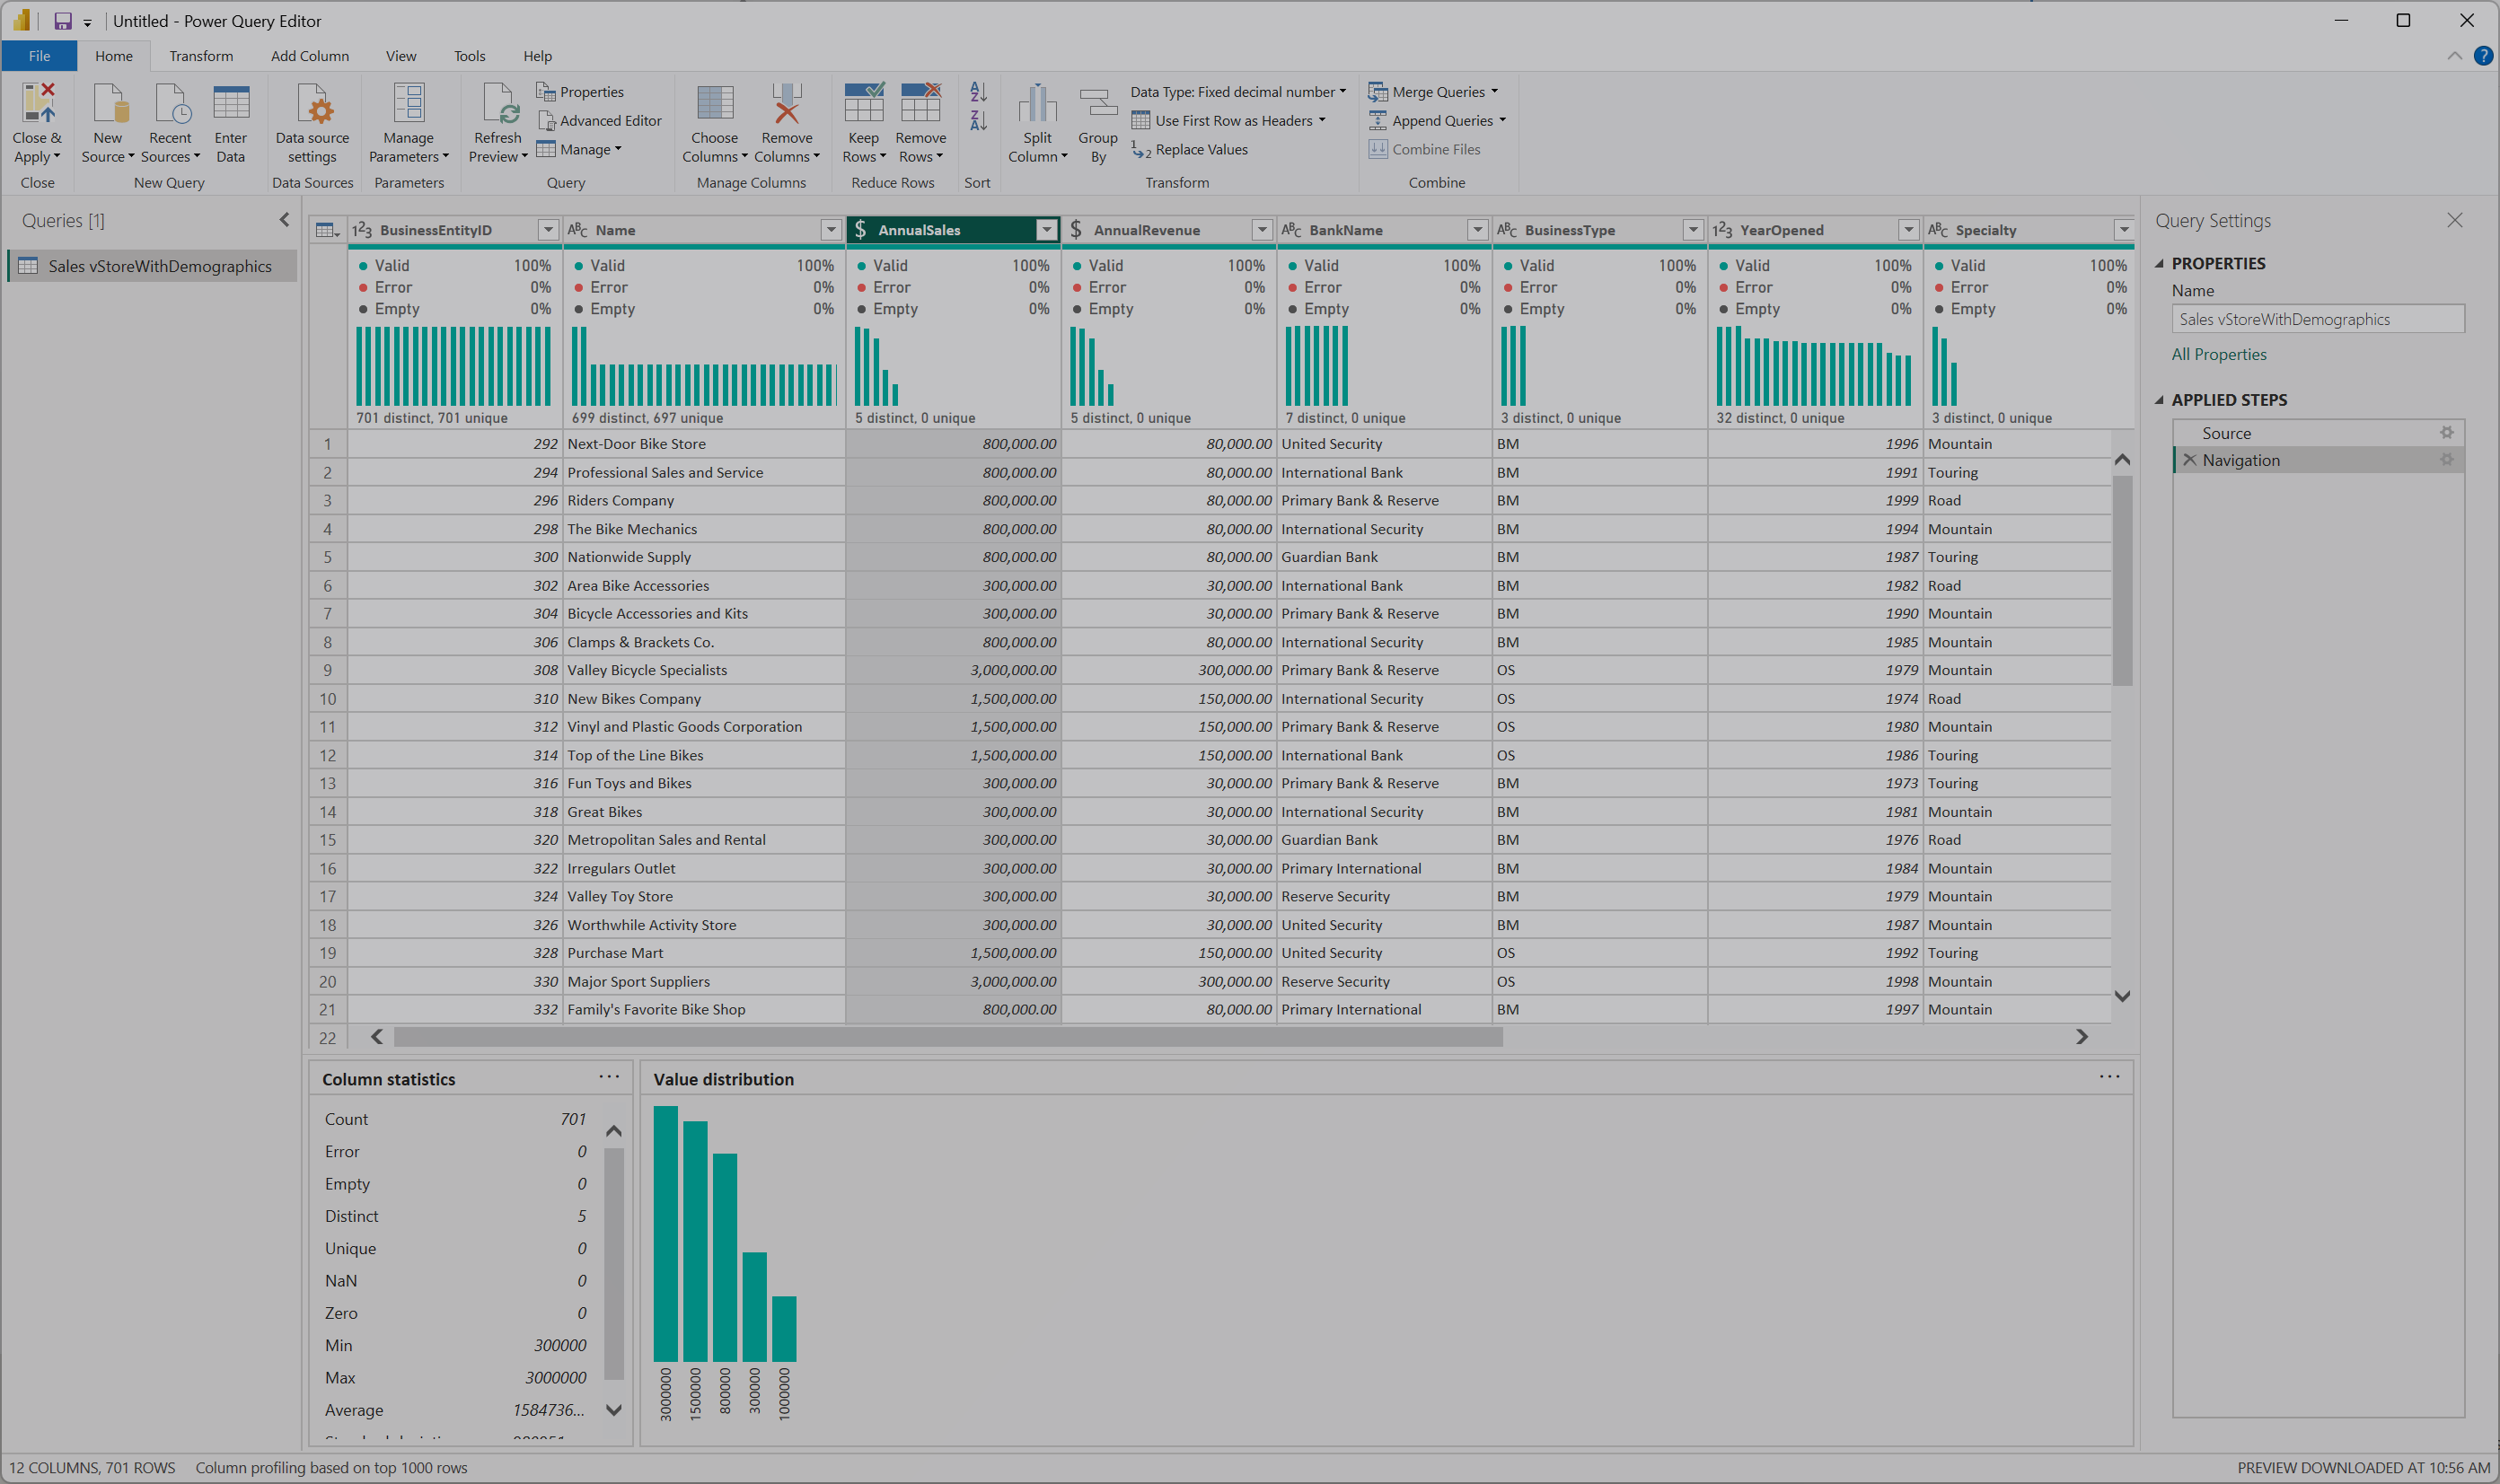 Untitled - Power Query Editor
File Home Transform Add Column View Tools Help
Close & Apply
New Source
Recent Sources
Enter Data
Data source settings
Manage Parameters
Refresh Preview
Properties
Advanced Editor
Manage
Choose Columns
Remove Columns
Keep Rows
Remove Rows
Split Column
Group By
Data Type: Fixed decimal number
Use First Row as Headers
Replace Values
Merge Queries
Append Queries
Combine Files
Close New Query Data Sources Parameters Query Manage Columns Reduce Rows Sort Transform Combine
Queries [1]
Sales vStoreWithDemographics
BusinessEntityID Name AnnualSales AnnualRevenue BankName BusinessType YearOpened Specialty
Valid 100% Valid 100% Valid 100% Valid 100% Valid 100% Valid 100% Valid 100% Valid 100%
Error 0% Error 0% Error 0% Error 0% Error 0% Error 0% Error 0% Error 0%
Empty 0% Empty 0% Empty 0% Empty 0% Empty 0% Empty 0% Empty 0% Empty 0%
701 distinct, 701 unique 699 distinct, 697 unique 5 distinct, 0 unique 5 distinct, 0 unique 7 distinct, 0 unique 3 distinct, 0 unique 32 distinct, 0 unique 3 distinct, 0 unique
1 292 Next-Door Bike Store 800,000.00 80,000.00 United Security BM 1996 Mountain
2 294 Professional Sales and Service 800,000.00 80,000.00 International Bank BM 1991 Touring
3 296 Riders Company 800,000.00 80,000.00 Primary Bank & Reserve BM 1999 Road
4 298 The Bike Mechanics 800,000.00 80,000.00 International Security BM 1994 Mountain
5 300 Nationwide Supply 800,000.00 80,000.00 Guardian Bank BM 1987 Touring
6 302 Area Bike Accessories 300,000.00 30,000.00 International Bank BM 1982 Road
7 304 Bicycle Accessories and Kits 300,000.00 30,000.00 Primary Bank & Reserve BM 1990 Mountain
8 306 Clamps & Brackets Co. 800,000.00 80,000.00 International Security BM 1985 Mountain
9 308 Valley Bicycle Specialists 3,000,000.00 300,000.00 Primary Bank & Reserve OS 1979 Mountain
10 310 New Bikes Company 1,500,000.00 150,000.00 International Security OS 1974 Road
11 312 Vinyl and Plastic Goods Corporation 1,500,000.00 150,000.00 Primary Bank & Reserve OS 1980 Mountain
12 314 Top of the Line Bikes 1,500,000.00 150,000.00 International Bank OS 1986 Touring
13 316 Fun Toys and Bikes 300,000.00 30,000.00 Primary Bank & Reserve BM 1973 Touring
14 318 Great Bikes 300,000.00 30,000.00 International Security BM 1981 Mountain
15 320 Metropolitan Sales and Rental 300,000.00 30,000.00 Guardian Bank BM 1976 Road
16 322 Irregulars Outlet 300,000.00 30,000.00 Primary International BM 1984 Mountain
17 324 Valley Toy Store 300,000.00 30,000.00 Reserve Security BM 1979 Mountain
18 326 Worthwhile Activity Store 300,000.00 30,000.00 United Security BM 1987 Mountain
19 328 Purchase Mart 1,500,000.00 150,000.00 United Security OS 1992 Touring
20 330 Major Sport Suppliers 3,000,000.00 300,000.00 Reserve Security OS 1998 Mountain
21 332 Family's Favorite Bike Shop 800,000.00 80,000.00 Primary International BM 1997 Mountain
22
Query Settings
PROPERTIES
Name
Sales vStoreWithDemographics
All Properties
APPLIED STEPS
Source
Navigation
Column statistics
Count 701
Error 0
Empty 0
Distinct 5
Unique 0
NaN 0
Zero 0
Min 300000
Max 3000000
Average 1584736...
Value distribution
3000000
1500000
800000
300000
1000000
12 COLUMNS, 701 ROWS Column profiling based on top 1000 rows
PREVIEW DOWNLOADED AT 10:56 AM